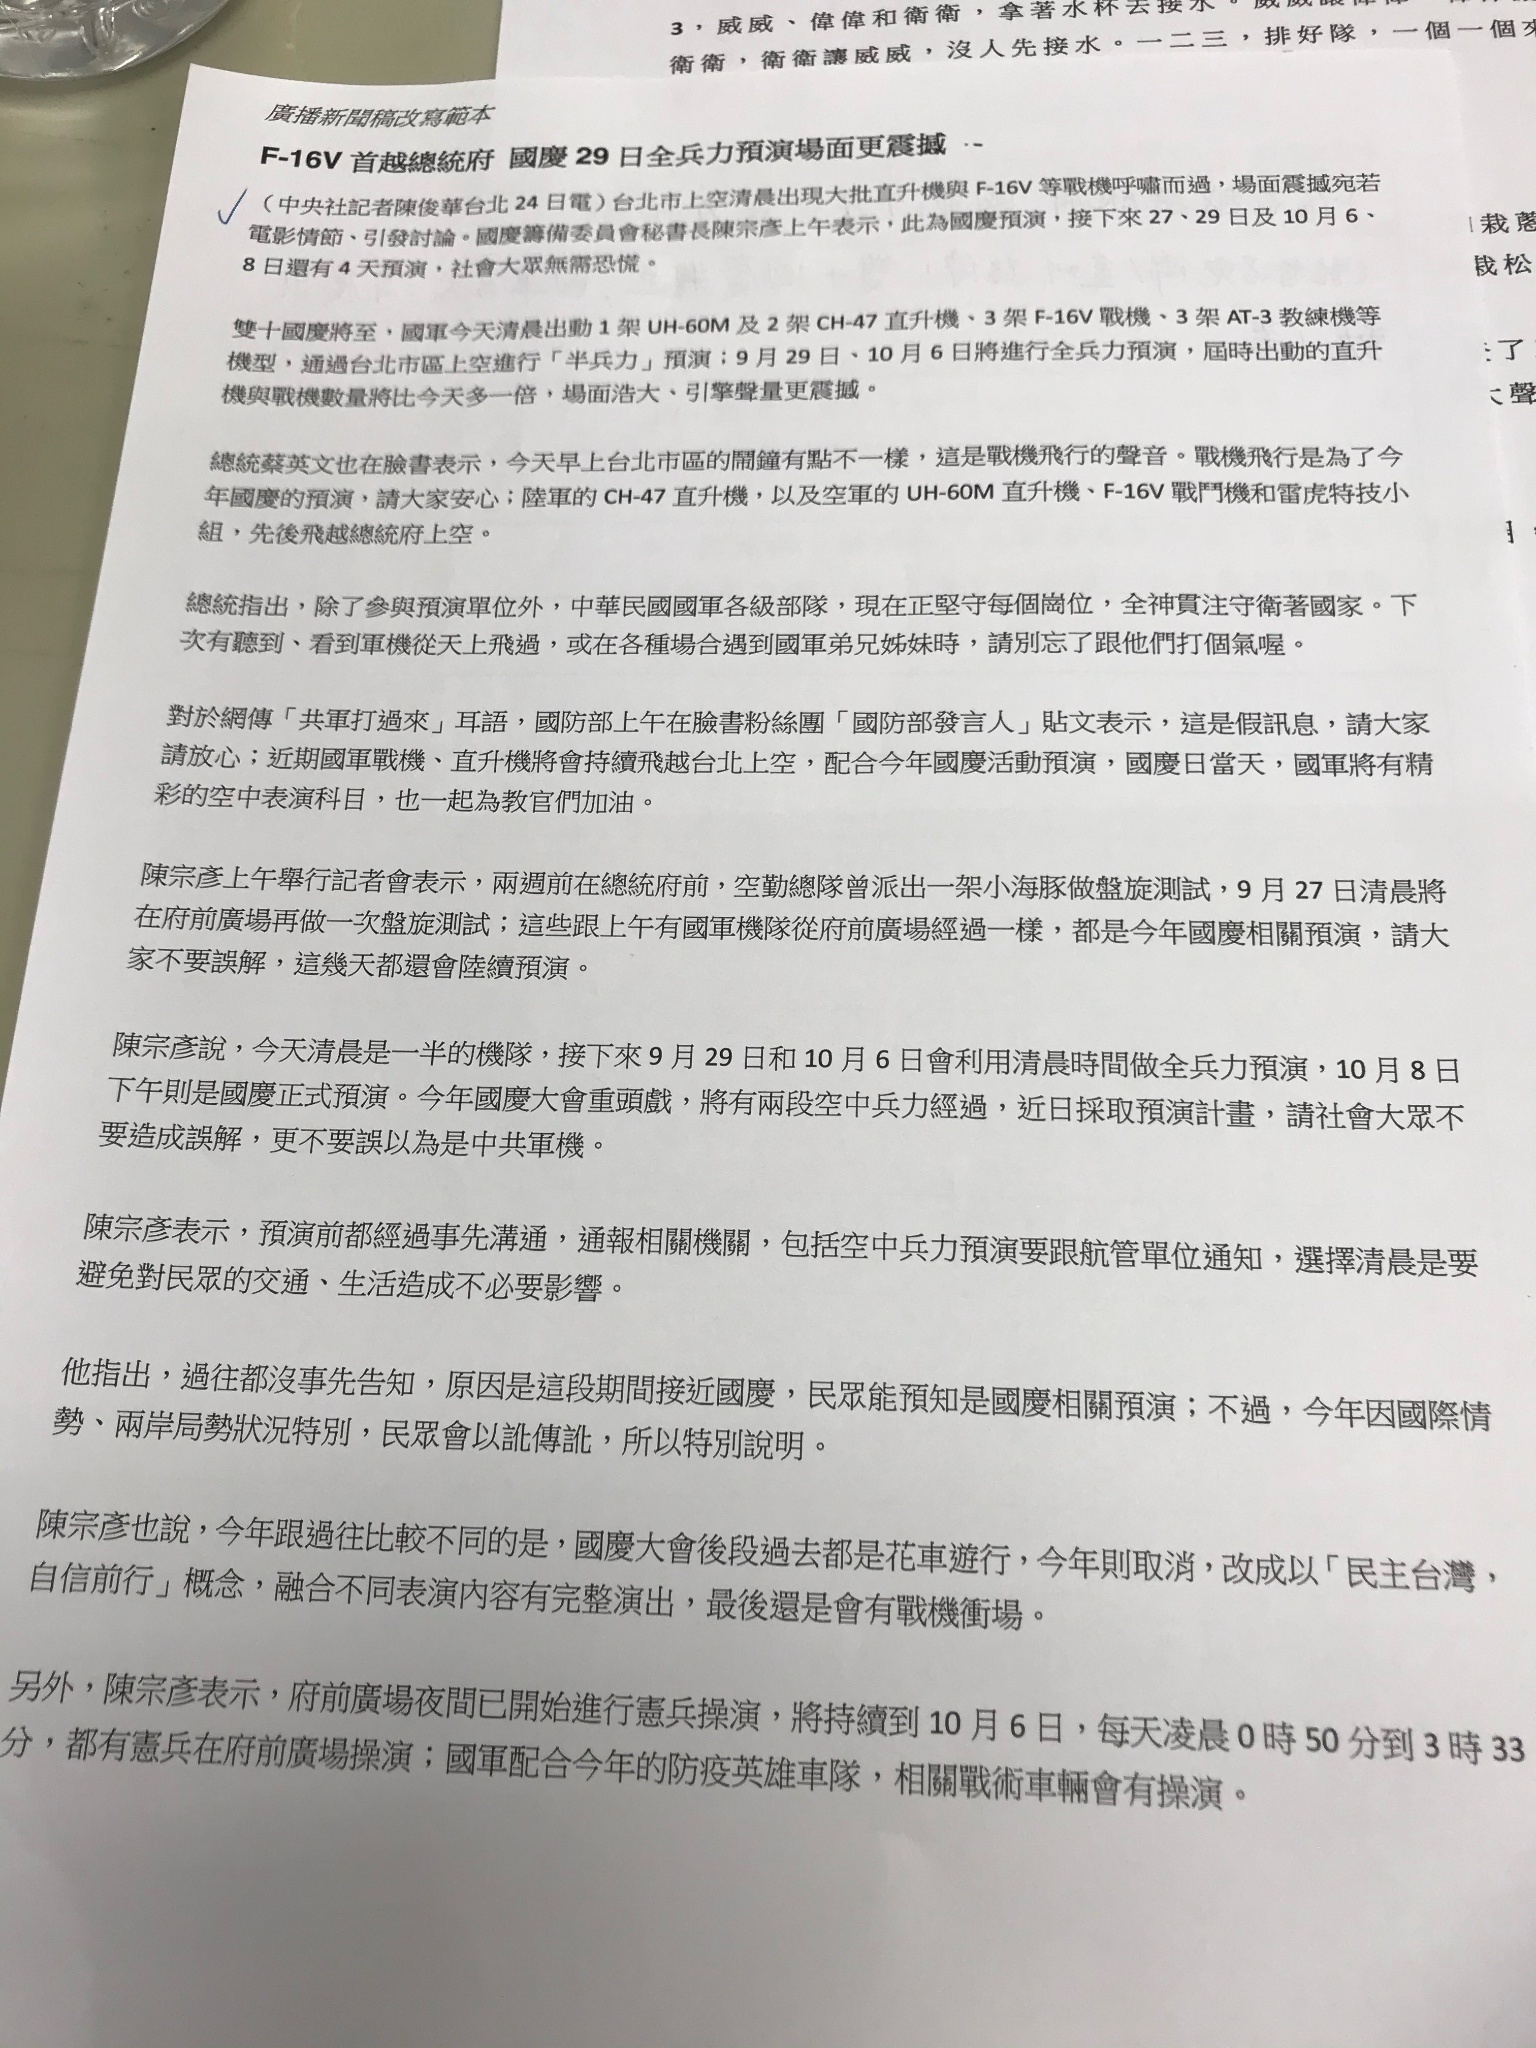 3，威威、偉偉和衛衛，拿著水杯去接水。
衛衛，衛衛讓威威，沒人先接水。一二三，排好隊，一個一個來
廣播新聞稿改寫範本
F-16V 首越總統府 國慶 29 日全兵力預演場面更震撼
（中央社記者陳俊華台北 24 日電）台北市上空清晨出現大批直升機與 F-16V 等戰機呼嘯而過，場面震撼宛若
電影情節、引發討論。國慶籌備委員會秘書長陳宗彥上午表示，此為國慶預演，接下來 27、29 日及 10 月 6、
8 日還有 4 天預演，社會大眾無需恐慌。
雙十國慶將至，國軍今天清晨出動 1 架 UH-60M 及 2 架 CH-47 直升機、3 架 F-16V 戰機、3 架 AT-3 教練機等
機型，通過台北市區上空進行「半兵力」預演；9 月 29 日、10 月 6 日將進行全兵力預演，屆時出動的直升
機與戰機數量將比今天多一倍，場面浩大、引擎聲量更震撼。
總統蔡英文也在臉書表示，今天早上台北市區的鬧鐘有點不一樣，這是戰機飛行的聲音。戰機飛行是為了今
年國慶的預演，請大家安心；陸軍的 CH-47 直升機，以及空軍的 UH-60M 直升機、F-16V 戰鬥機和雷虎特技小
組，先後飛越總統府上空。
總統指出，除了參與預演單位外，中華民國國軍各級部隊，現在正堅守每個崗位，全神貫注守衛著國家。下
次有聽到、看到軍機從天上飛過，或在各種場合遇到國軍弟兄姊妹時，請別忘了跟他們打個氣喔。
對於網傳「共軍打過來」耳語，國防部上午在臉書粉絲團「國防部發言人」貼文表示，這是假訊息，請大家
請放心；近期國軍戰機、直升機將會持續飛越台北上空，配合今年國慶活動預演，國慶日當天，國軍將有精
彩的空中表演科目，也一起為教官們加油。
陳宗彥上午舉行記者會表示，兩週前在總統府前，空勤總隊曾派出一架小海豚做盤旋測試，9 月 27 日清晨將
在府前廣場再做一次盤旋測試；這些跟上午有國軍機隊從府前廣場經過一樣，都是今年國慶相關預演，請大
家不要誤解，這幾天都還會陸續預演。
陳宗彥說，今天清晨是一半的機隊，接下來 9 月 29 日和 10 月 6 日會利用清晨時間做全兵力預演，10 月 8 日
下午則是國慶正式預演。今年國慶大會重頭戲，將有兩段空中兵力經過，近日採取預演計畫，請社會大眾不
要造成誤解，更不要誤以為是中共軍機。
陳宗彥表示，預演前都經過事先溝通，通報相關機關，包括空中兵力預演要跟航管單位通知，選擇清晨是要
避免對民眾的交通、生活造成不必要影響。
他指出，過往都沒事先告知，原因是這段期間接近國慶，民眾能預知是國慶相關預演；不過，今年因國際情
勢、兩岸局勢狀況特別，民眾會以訛傳訛，所以特別說明。
陳宗彥也說，今年跟過往比較不同的是，國慶大會後段過去都是花車遊行，今年則取消，改成以「民主台灣，
自信前行」概念，融合不同表演內容有完整演出，最後還是會有戰機衝場。
另外，陳宗彥表示，府前廣場夜間已開始進行憲兵操演，將持續到 10 月 6 日，每天凌晨 0 時 50 分到 3 時 33
分，都有憲兵在府前廣場操演；國軍配合今年的防疫英雄車隊，相關戰術車輛會有操演。
栽蔥
栽松
了
大聲